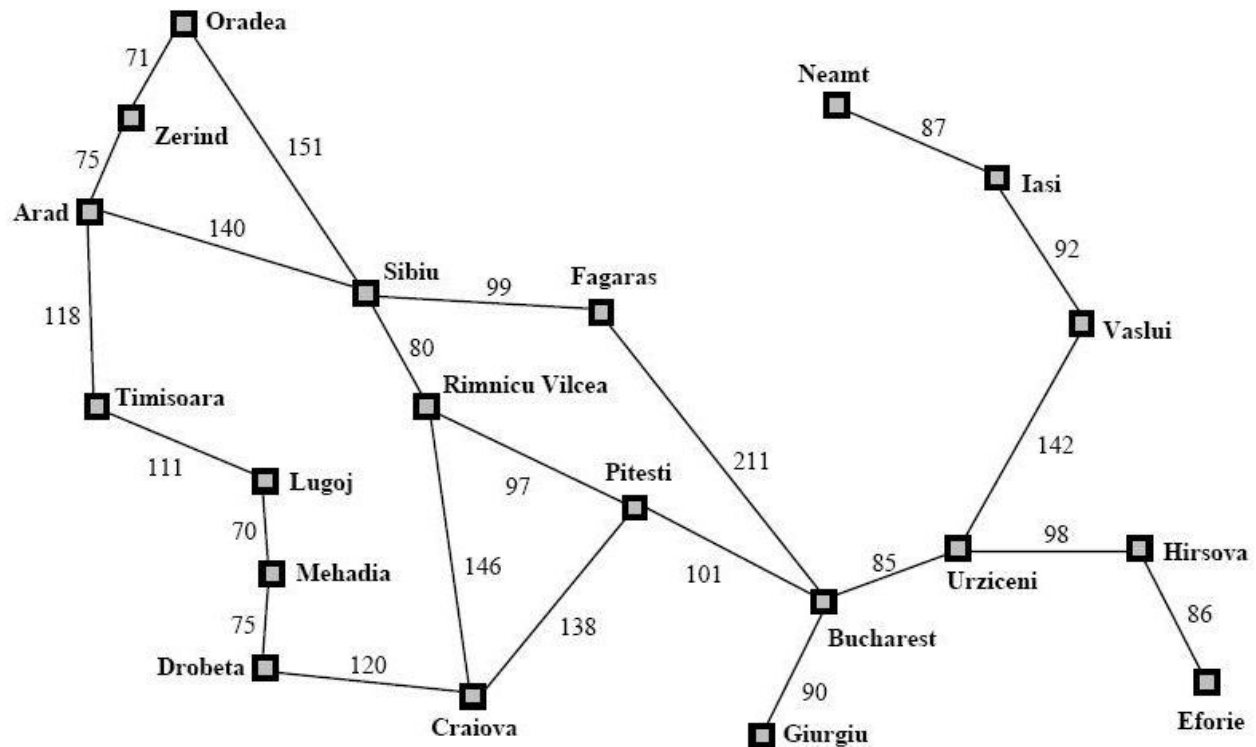 Oradea
71
Neamt
87
Zerind
151
75
Iasi
Arad
140
92
Sibiu
99
Fagaras
118
80
Vaslui
Rimnicu Vilcea
Timisoara
142
111
Lugoj
97
Pitesti
211
70
98
Hirsova
Mehadia
146
101
85
Urziceni
75
138
86
Bucharest
Drobeta
120
90
Craiova
Giurgiu
Eforie